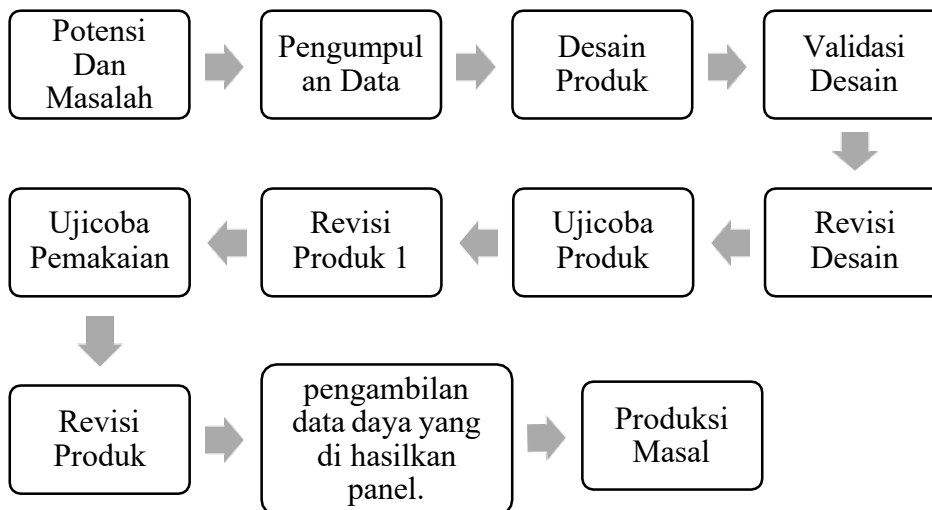 Potensi
Dan
Masalah
Pengumpul
an Data
Desain
Produk
Validasi
Desain
Revisi
Desain
Ujicoba
Produk
Revisi
Produk 1
Ujicoba
Pemakaian
Revisi
Produk
pengambilan
data daya yang
di hasilkan
panel.
Produksi
Masal